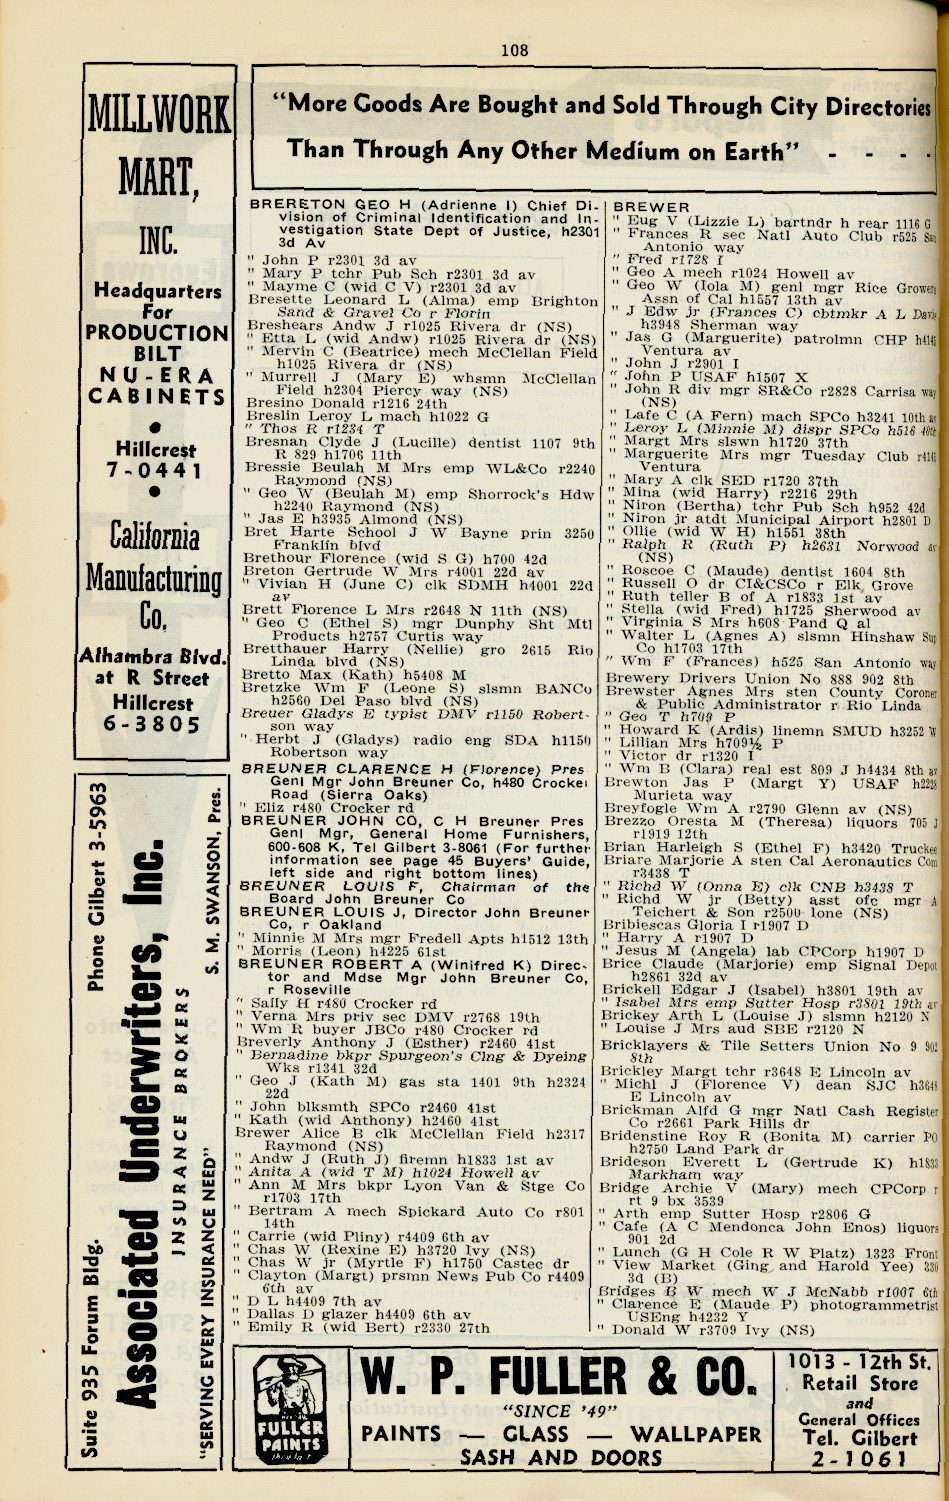 108
MILLWORK
MART,
INC.
Headquarters
For
PRODUCTION
BILT
NU-ERA
CABINETS
Hillcrest
7-0441
California
Manufacturing
Co.
Alhambra Blvd.
at R Street
Hillcrest
6-3805
Suite 935 Forum Bldg.
Phone Gilbert 3-5963
Associated Underwriters, Inc.
INSURANCE BROKERS
"SERVING EVERY INSURANCE NEED"
S. M. SWANSON, Pres.
"More Goods Are Bought and Sold Through City Directories
Than Through Any Other Medium on Earth" - - - -
BRERETON GEO H (Adrienne I) Chief Di-
vision of Criminal Identification and In-
vestigation State Dept of Justice, h2301
3d Av
" John P r2301 3d av
" Mary P tchr Pub Sch r2301 3d av
" Mayme C (wid C V) r2301 3d av
Bresette Leonard L (Alma) emp Brighton
Sand & Gravel Co r Florin
Breshears Andw J r1025 Rivera dr (NS)
" Etta L (wid Andw) r1025 Rivera dr (NS)
" Mervin C (Beatrice) mech McClellan Field
h1025 Rivera dr (NS)
" Murrell J (Mary E) whsmn McClellan
Field h2304 Piercy way (NS)
Bresino Donald r1216 24th
Breslin Leroy L mach h1022 G
" Thos R r1234 T
Bresnan Clyde J (Lucille) dentist 1107 9th
R 829 h1706 11th
Bressie Beulah M Mrs emp WL&Co r2240
Raymond (NS)
" Geo W (Beulah M) emp Shorrock's Hdw
h2240 Raymond (NS)
" Jas E h3935 Almond (NS)
Bret Harte School J W Bayne prin 3250
Franklin blvd
Brethour Florence (wid S G) h700 42d
Breton Gertrude W Mrs r4001 22d av
" Vivian H (June C) clk SDMH h4001 22d
av
Brett Florence L Mrs r2648 N 11th (NS)
" Geo C (Ethel S) mgr Dunphy Sht Mtl
Products h2757 Curtis way
Bretthauer Harry (Nellie) gro 2615 Rio
Linda blvd (NS)
Bretto Max (Kath) h5408 M
Bretzke Wm F (Leone S) slsmn BANCo
h2560 Del Paso blvd (NS)
Breuer Gladys E typist DMV r1150 Robert-
son way
" Herbt J (Gladys) radio eng SDA h1150
Robertson way
BREUNER CLARENCE H (Florence) Pres
Genl Mgr John Breuner Co, h480 Crocker
Road (Sierra Oaks)
" Eliz r480 Crocker rd
BREUNER JOHN CO, C H Breuner Pres
Genl Mgr, General Home Furnishers,
600-608 K, Tel Gilbert 3-8061 (For further
information see page 45 Buyers' Guide,
left side and right bottom lines)
BREUNER LOUIS F, Chairman of the
Board John Breuner Co
BREUNER LOUIS J, Director John Breuner
Co, r Oakland
" Minnie M Mrs mgr Fredell Apts h1512 13th
" Morris (Leon) h4225 61st
BREUNER ROBERT A (Winifred K) Direc-
tor and Mdse Mgr John Breuner Co,
r Roseville
" Sally H r480 Crocker rd
" Verna Mrs priv sec DMV r2768 19th
" Wm R buyer JBCo r480 Crocker rd
Breverly Anthony J (Esther) r2460 41st
" Bernadine bkpr Spurgeon's Clng & Dyeing
Wks r1341 32d
" Geo J (Kath M) gas sta 1401 9th h2324
22d
" John blksmth SPCo r2460 41st
" Kath (wid Anthony) h2460 41st
Brewer Alice B clk McClellan Field h2317
Raymond (NS)
" Andw J (Ruth J) firemn h1833 1st av
" Anita A (wid T M) h1024 Howell av
" Ann M Mrs bkpr Lyon Van & Stge Co
r1703 17th
" Bertram A mech Spickard Auto Co r801
14th
" Carrie (wid Pliny) r4409 6th av
" Chas W (Rexine E) h3720 Ivy (NS)
" Chas W jr (Myrtle F) h1750 Castec dr
" Clayton (Margt) prsmn News Pub Co r4409
6th av
" D L h4409 7th av
" Dallas D glazer h4409 6th av
" Emily R (wid Bert) r2330 27th
BREWER
" Eug V (Lizzie L) bartndr h rear 1116 G
" Frances R sec Natl Auto Club r525 San
Antonio way
" Fred r1728 I
" Geo A mech r1024 Howell av
" Geo W (Iola M) genl mgr Rice Growers
Assn of Cal h1557 13th av
" J Edw jr (Frances C) cbtmkr A L Davis
h3948 Sherman way
" Jas G (Marguerite) patrolmn CHP h4145
Ventura av
" John J r2901 I
" John P USAF h1507 X
" John R div mgr SR&Co r2828 Carrisa way
(NS)
" Lafe C (A Fern) mach SPCo h3241 10th av
" Leroy L (Minnie M) dispr SPCo h516 40th
" Margt Mrs slswn h1720 37th
" Marguerite Mrs mgr Tuesday Club r4145
Ventura
" Mary A clk SED r1720 37th
" Mina (wid Harry) r2216 29th
" Niron (Bertha) tchr Pub Sch h952 42d
" Niron jr atdt Municipal Airport h2801 D
" Ollie (wid W H) h1551 38th
" Ralph R (Ruth P) h2631 Norwood av
(NS)
" Roscoe C (Maude) dentist 1604 8th
" Russell O dr CI&CSCo r Elk Grove
" Ruth teller B of A r1833 1st av
" Stella (wid Fred) h1725 Sherwood av
" Virginia S Mrs h608 Pand Q al
" Walter L (Agnes A) slsmn Hinshaw Sup
Co h1703 17th
" Wm F (Frances) h525 San Antonio way
Brewery Drivers Union No 888 902 8th
Brewster Agnes Mrs sten County Coroner
& Public Administrator r Rio Linda
" Geo T h709 P
" Howard K (Ardis) linemn SMUD h3252 W
" Lillian Mrs h709½ P
" Victor dr r1320 I
" Wm B (Clara) real est 809 J h4434 8th av
Brewton Jas P (Margt Y) USAF h2228
Murieta way
Breyfogle Wm A r2790 Glenn av (NS)
Brezzo Oresta M (Theresa) liquors 705 J
r1919 12th
Brian Harleigh S (Ethel F) h3420 Truckee
Briare Marjorie A sten Cal Aeronautics Com
r3438 T
" Richd W (Onna E) clk CNB h3438 T
" Richd W jr (Betty) asst ofc mgr A
Teichert & Son r2500 Ione (NS)
Bribiescas Gloria I r1907 D
" Harry A r1907 D
" Jesus M (Angela) lab CPCorp h1907 D
Brice Claude (Marjorie) emp Signal Depot
h2861 32d av
Brickell Edgar J (Isabel) h3801 19th av
" Isabel Mrs emp Sutter Hosp r3801 19th av
Brickey Arth L (Louise J) slsmn h2120 N
" Louise J Mrs aud SBE r2120 N
Bricklayers & Tile Setters Union No 9 902
8th
Brickley Margt tchr r3648 E Lincoln av
" Michl J (Florence V) dean SJC h3648
E Lincoln av
Brickman Alfd G mgr Natl Cash Register
Co r2661 Park Hills dr
Bridenstine Roy R (Bonita M) carrier PO
h2750 Land Park dr
Brideson Everett L (Gertrude K) h1833
Markham way
Bridge Archie V (Mary) mech CPCorp r
rt 9 bx 3539
" Arth emp Sutter Hosp r2806 G
" Cafe (A C Mendonca John Enos) liquors
901 2d
" Lunch (G H Cole R W Platz) 1323 Front
" View Market (Ging and Harold Yee) 330
3d (B)
Bridges B W mech W J McNabb r1007 6th
" Clarence E (Maude P) photogrammetrist
USEng h4232 Y
" Donald W r3709 Ivy (NS)
FULLER
PAINTS
W. P. FULLER & CO.
"SINCE '49"
PAINTS — GLASS — WALLPAPER
SASH AND DOORS
1013 - 12th St.
Retail Store
and
General Offices
Tel. Gilbert
2-1061